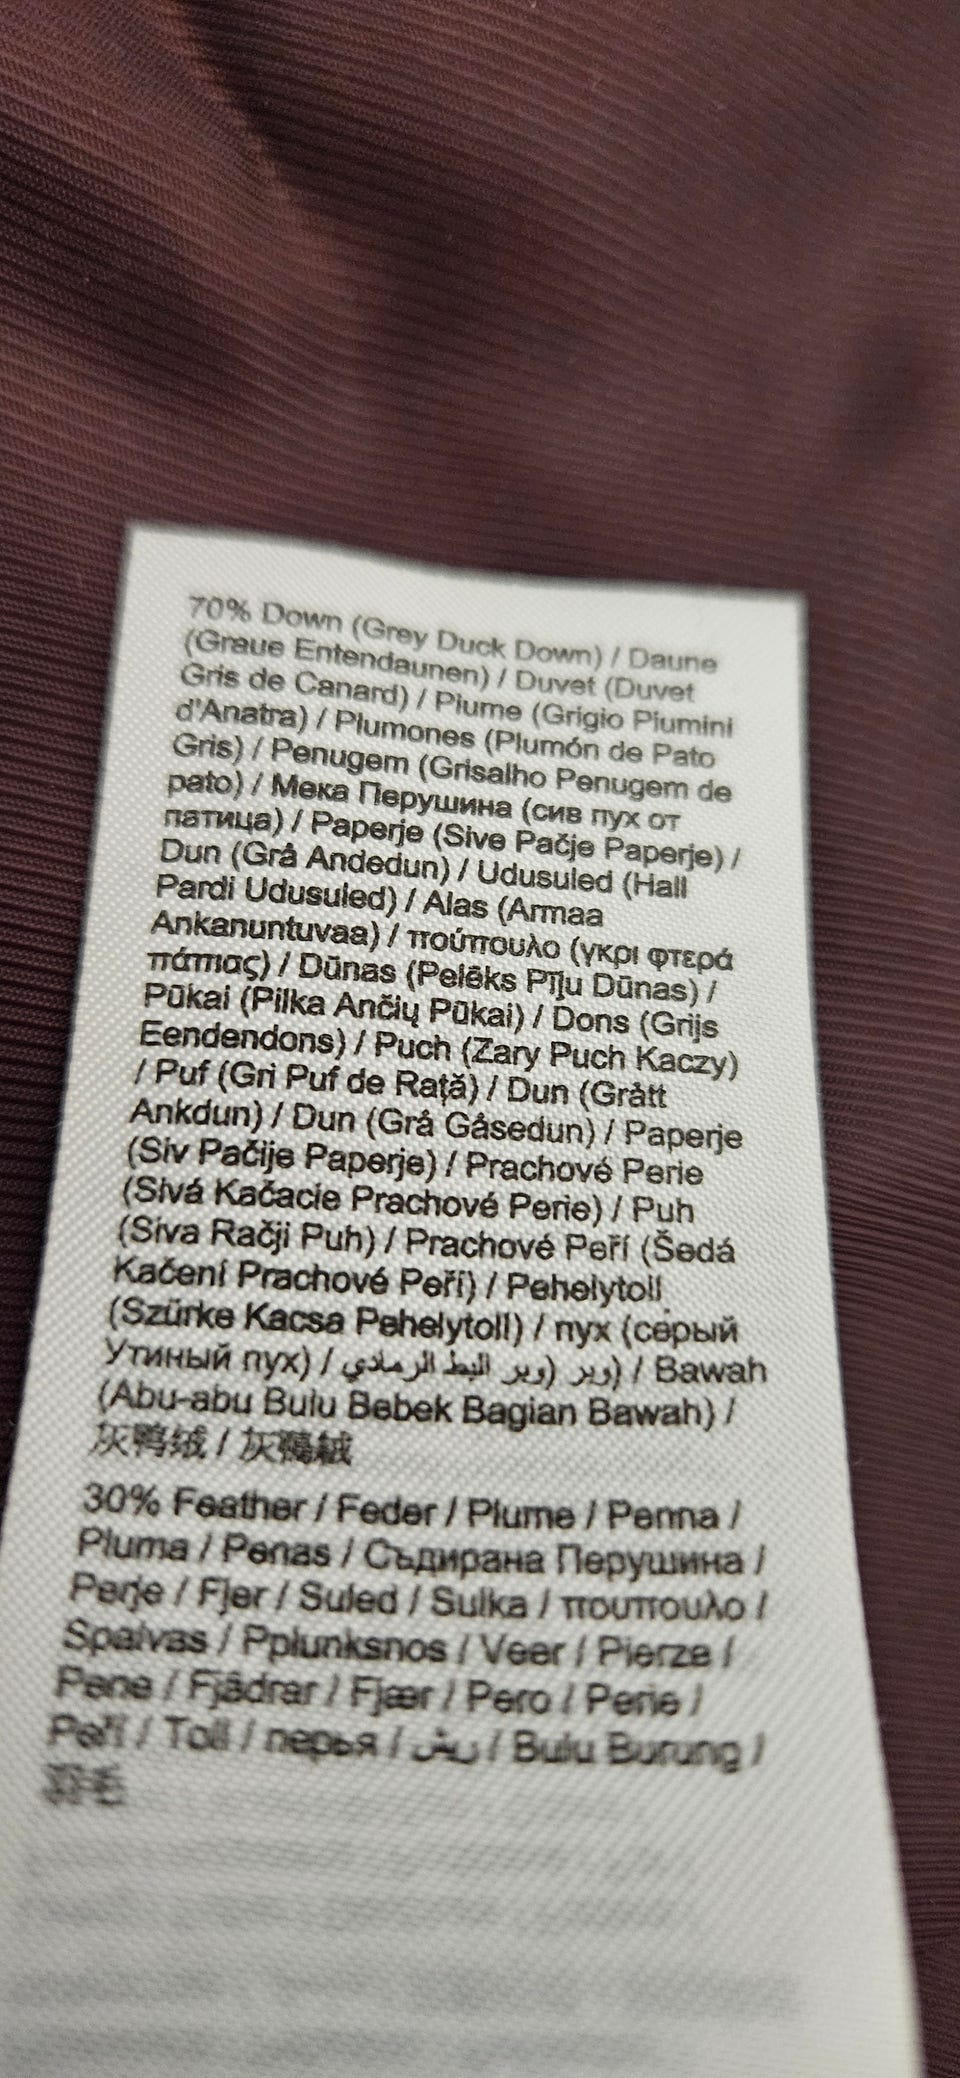 70% Down (Grey Duck Down) / Daune
(Graue Entendaunen) / Duvet (Duvet
Gris de Canard) / Piume (Grigio Piumini
d'Anatra) / Plumones (Plumón de Pato
Gris) / Penugem (Grisalho Penugem de
pato) / Мека Перушина (сив пух от
патица) / Paperje (Sive Pačje Paperje) /
Dun (Grå Andedun) / Udusuled (Hall
Pardi Udusuled) / Alas (Armaa
Ankanuntuvaa) / πούπουλο (γκρι φτερά
πάπιας) / Dūnas (Pelēks Pīļu Dūnas) /
Pūkai (Pilka Ančių Pūkai) / Dons (Grijs
Eendendons) / Puch (Zary Puch Kaczy)
/ Puf (Gri Puf de Rață) / Dun (Grått
Ankdun) / Dun (Grå Gåsedun) / Paperje
(Siv Pačije Paperje) / Prachové Perie
(Sivá Kačacie Prachové Perie) / Puh
(Siva Račji Puh) / Prachové Peří (Šedá
Kačení Prachové Peří) / Pehelytoll
(Szürke Kacsa Pehelytoll) / пух (серый
Утиный пух) / وبر (وبر البط الرمادي) / Bawah
(Abu-abu Bulu Bebek Bagian Bawah) /
灰鸭绒 / 灰鴨絨
30% Feather / Feder / Plume / Penna /
Pluma / Penas / Съдирана Перушина /
Perje / Fjer / Suled / Sulka / πουπουλο /
Spalvas / Pplunksnos / Veer / Pierze /
Pene / Fjädrar / Fjær / Pero / Perie /
Peří / Toll / перья / ريش / Bulu Burung /
羽毛